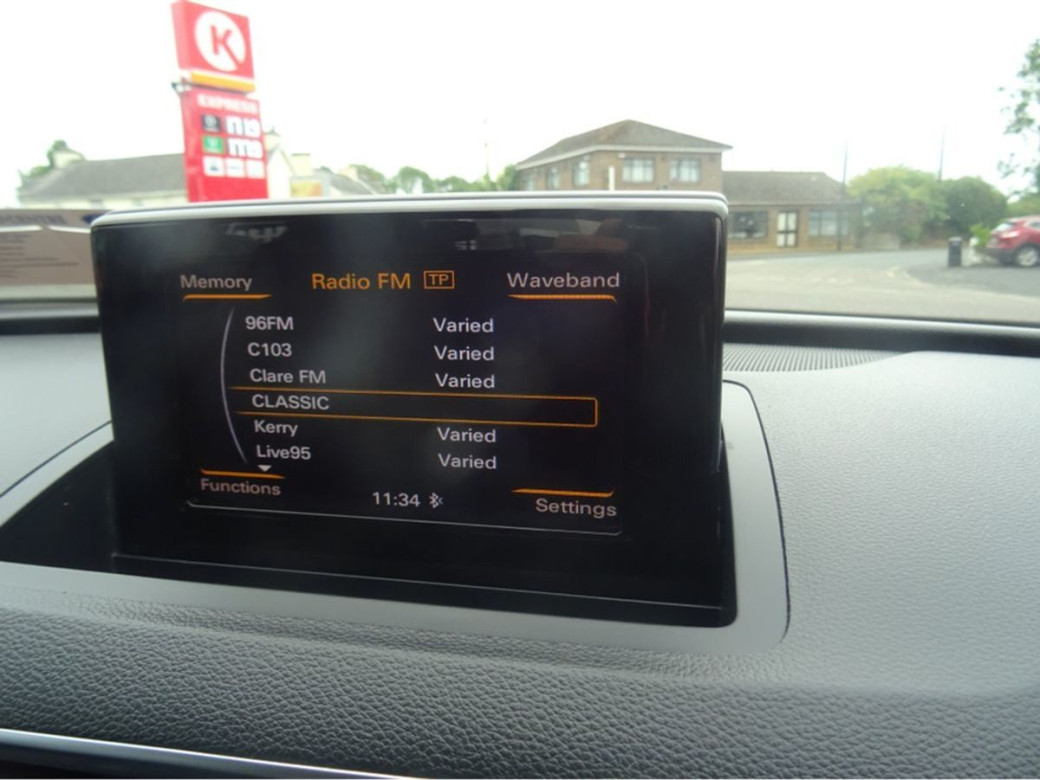 K
EXPRESS
Memory
Radio FM TP
Waveband
96FM Varied
C103 Varied
Clare FM Varied
CLASSIC
Kerry Varied
Live95 Varied
Functions
11:34
Settings